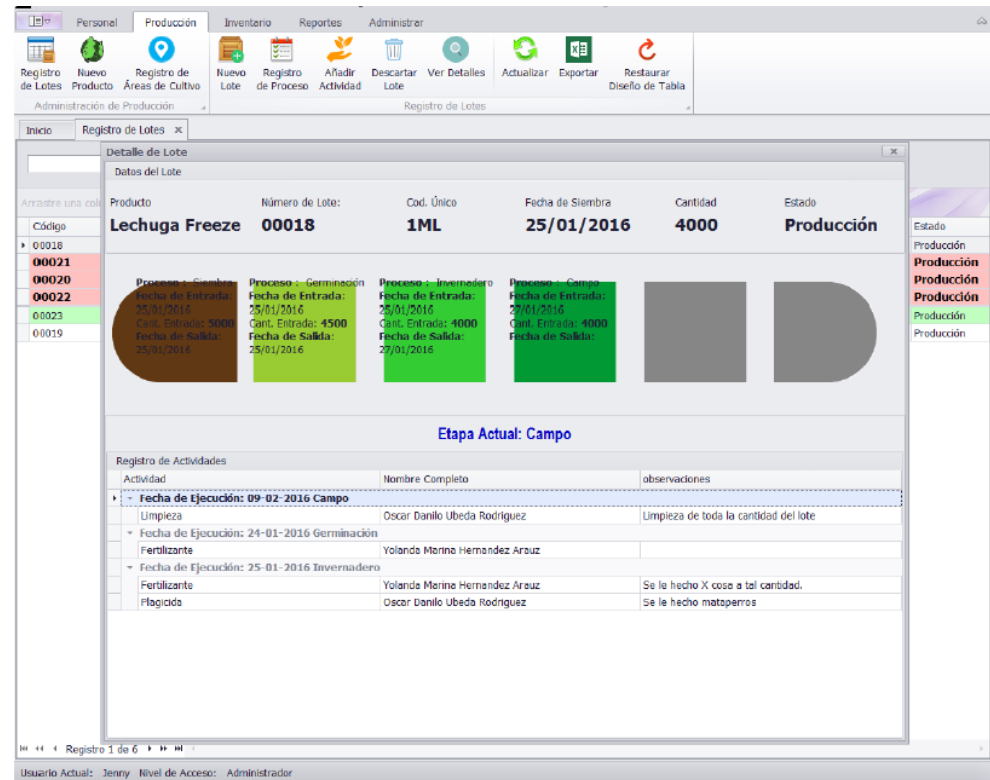 Personal Producción Inventario Reportes Administrar
Registro de Lotes
Nuevo Producto
Registro de Áreas de Cultivo
Nuevo Lote
Registro de Proceso
Añadir Actividad
Descartar Lote
Ver Detalles
Actualizar
Exportar
Restaurar Diseño de Tabla
Administración de Producción
Registro de Lotes
Inicio Registro de Lotes
Detalle de Lote
Datos del Lote
Arrastre una col
Producto Número de Lote: Cod. Único Fecha de Siembra Cantidad Estado
Lechuga Freeze 00018 1ML 25/01/2016 4000 Producción
Código Estado
00018 Producción
00021 Producción
00020 Producción
00022 Producción
00023 Producción
00019 Producción
Proceso : Siembra
Fecha de Entrada:
25/01/2016
Cant. Entrada: 5000
Fecha de Salida:
25/01/2016
Proceso : Germinación
Fecha de Entrada:
25/01/2016
Cant. Entrada: 4500
Fecha de Salida:
25/01/2016
Proceso : Invernadero
Fecha de Entrada:
25/01/2016
Cant. Entrada: 4000
Fecha de Salida:
27/01/2016
Proceso : Campo
Fecha de Entrada:
27/01/2016
Cant. Entrada: 4000
Fecha de Salida:
Etapa Actual: Campo
Registro de Actividades
Actividad Nombre Completo observaciones
Fecha de Ejecución: 09-02-2016 Campo
Limpieza Oscar Danilo Ubeda Rodriguez Limpieza de toda la cantidad del lote
Fecha de Ejecución: 24-01-2016 Germinación
Fertilizante Yolanda Marina Hernandez Arauz
Fecha de Ejecución: 25-01-2016 Invernadero
Fertilizante Yolanda Marina Hernandez Arauz Se le hecho X cosa a tal cantidad.
Plagicida Oscar Danilo Ubeda Rodriguez Se le hecho mataperros
Registro 1 de 6
Usuario Actual: Jenny Nivel de Acceso: Administrador